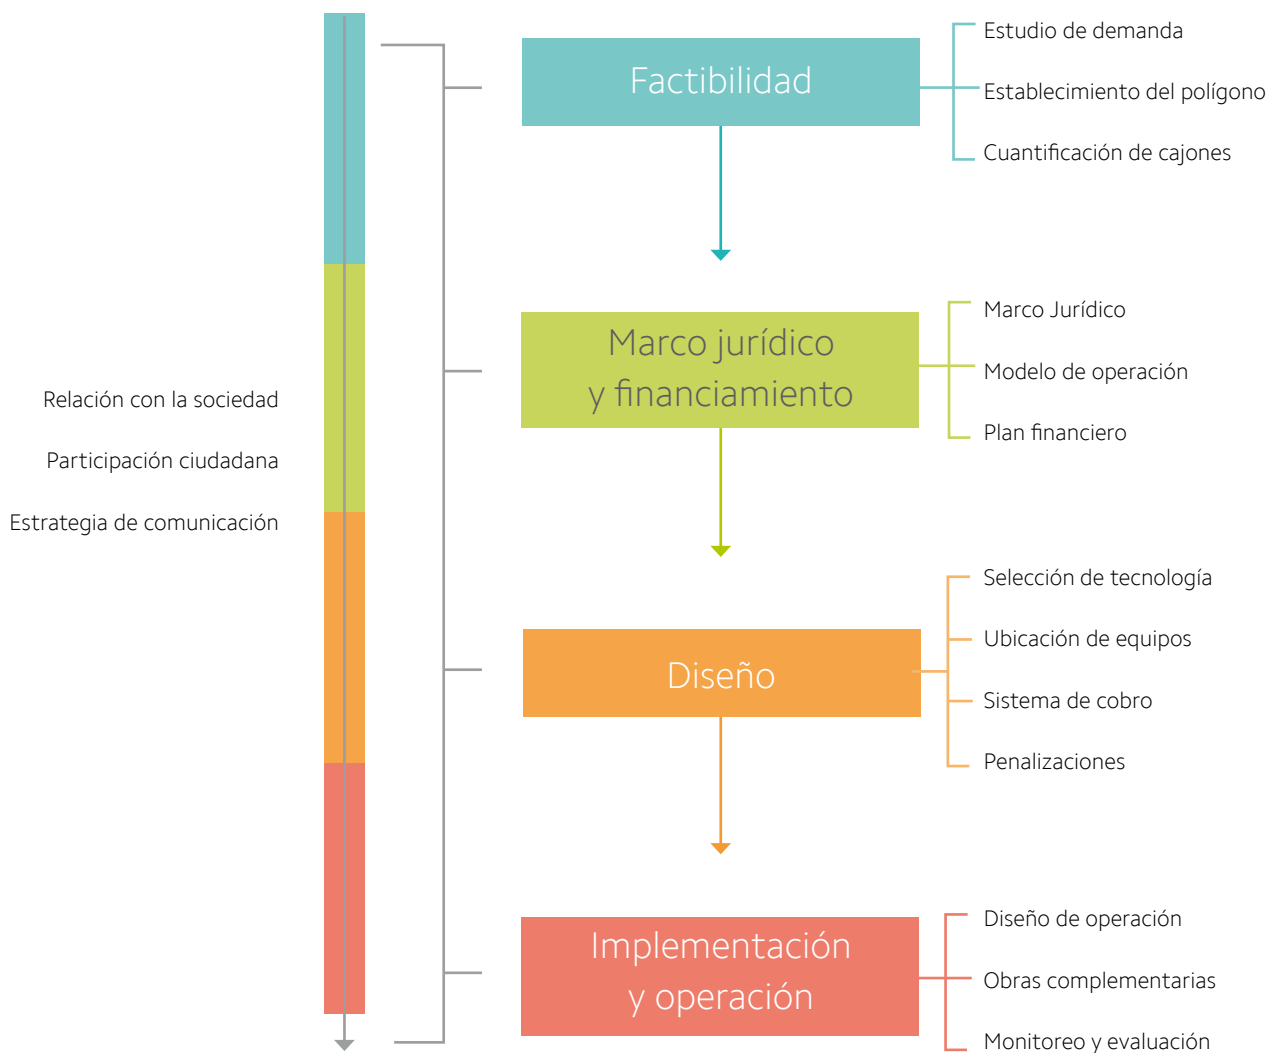 Relación con la sociedad
Participación ciudadana
Estrategia de comunicación
Factibilidad
Estudio de demanda
Establecimiento del polígono
Cuantificación de cajones
Marco jurídico
y financiamiento
Marco Jurídico
Modelo de operación
Plan financiero
Diseño
Selección de tecnología
Ubicación de equipos
Sistema de cobro
Penalizaciones
Implementación
y operación
Diseño de operación
Obras complementarias
Monitoreo y evaluación